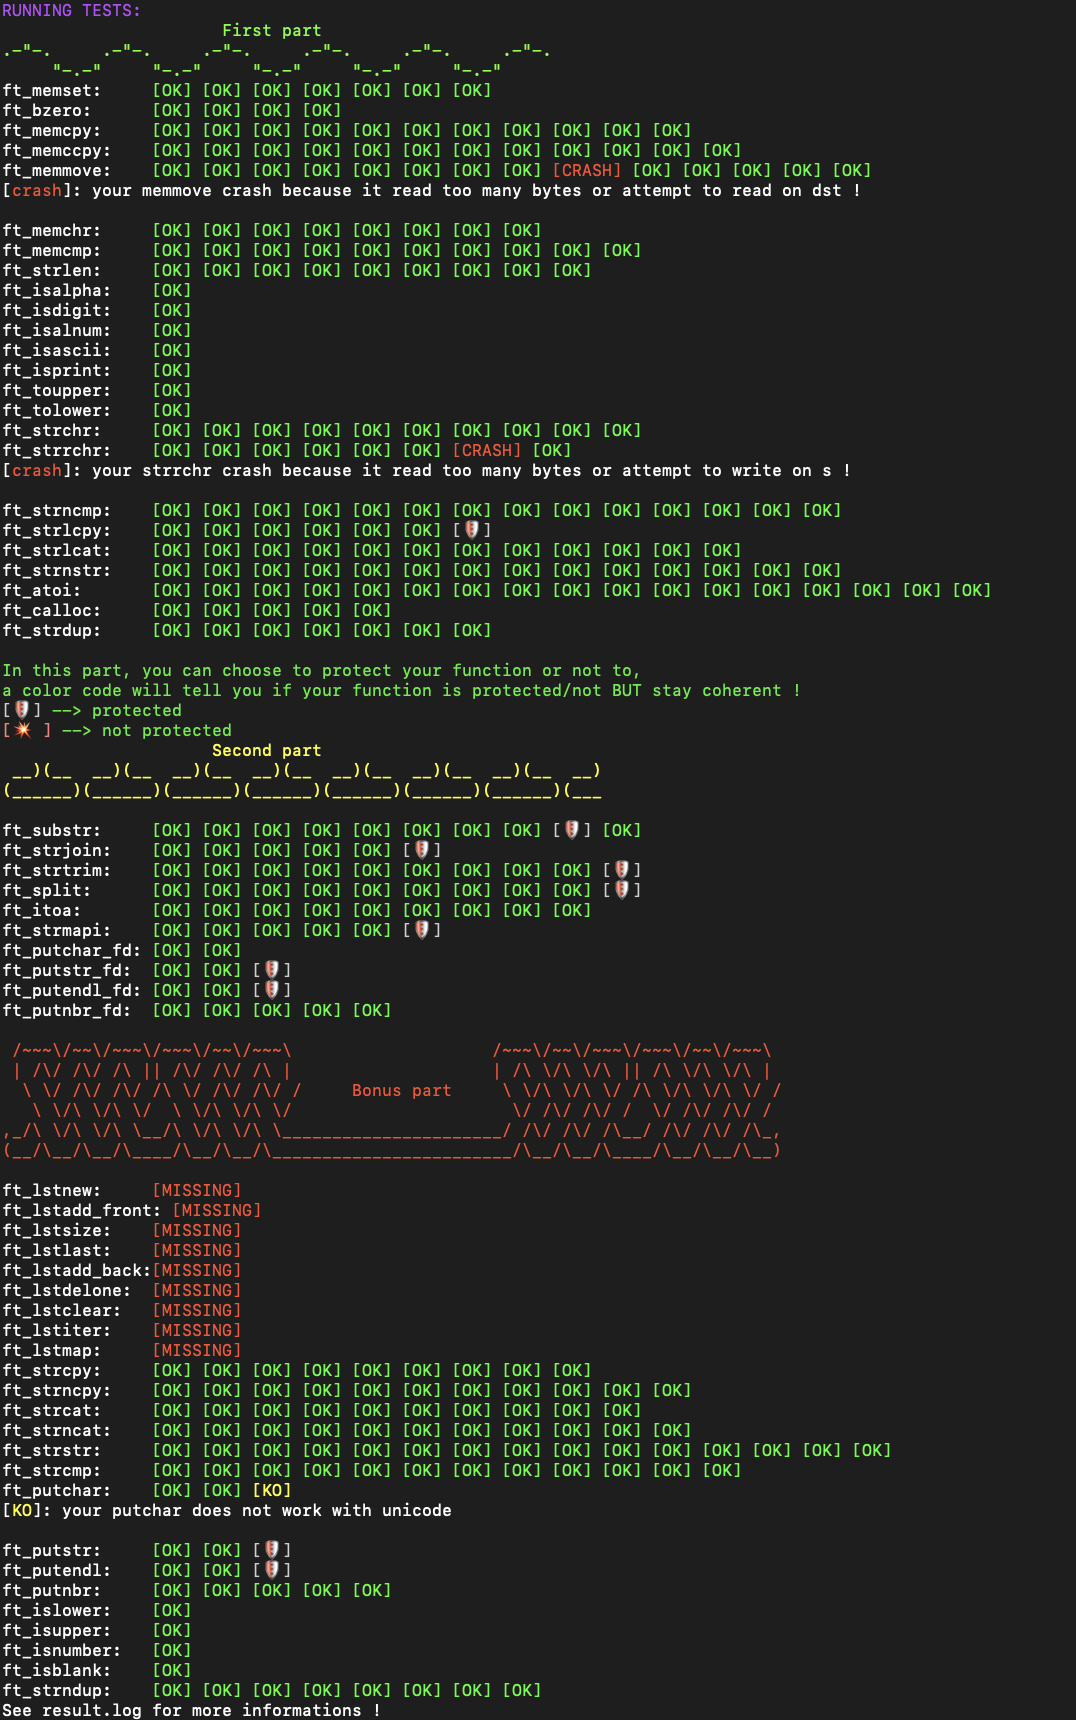 RUNNING TESTS:
First part
ft_memset: [OK] [OK] [OK] [OK] [OK] [OK] [OK]
ft_bzero: [OK] [OK] [OK] [OK]
ft_memcpy: [OK] [OK] [OK] [OK] [OK] [OK] [OK] [OK] [OK] [OK] [OK]
ft_memccpy: [OK] [OK] [OK] [OK] [OK] [OK] [OK] [OK] [OK] [OK] [OK] [OK]
ft_memmove: [OK] [OK] [OK] [OK] [OK] [OK] [OK] [OK] [CRASH] [OK] [OK] [OK] [OK] [OK]
[crash]: your memmove crash because it read too many bytes or attempt to read on dst !
ft_memchr: [OK] [OK] [OK] [OK] [OK] [OK] [OK] [OK]
ft_memcmp: [OK] [OK] [OK] [OK] [OK] [OK] [OK] [OK] [OK] [OK]
ft_strlen: [OK] [OK] [OK] [OK] [OK] [OK] [OK] [OK] [OK]
ft_isalpha: [OK]
ft_isdigit: [OK]
ft_isalnum: [OK]
ft_isascii: [OK]
ft_isprint: [OK]
ft_toupper: [OK]
ft_tolower: [OK]
ft_strchr: [OK] [OK] [OK] [OK] [OK] [OK] [OK] [OK] [OK] [OK]
ft_strrchr: [OK] [OK] [OK] [OK] [OK] [OK] [CRASH] [OK]
[crash]: your strrchr crash because it read too many bytes or attempt to write on s !
ft_strncmp: [OK] [OK] [OK] [OK] [OK] [OK] [OK] [OK] [OK] [OK] [OK] [OK] [OK] [OK]
ft_strlcpy: [OK] [OK] [OK] [OK] [OK] [OK] [🛡]
ft_strlcat: [OK] [OK] [OK] [OK] [OK] [OK] [OK] [OK] [OK] [OK] [OK] [OK]
ft_strnstr: [OK] [OK] [OK] [OK] [OK] [OK] [OK] [OK] [OK] [OK] [OK] [OK] [OK] [OK]
ft_atoi: [OK] [OK] [OK] [OK] [OK] [OK] [OK] [OK] [OK] [OK] [OK] [OK] [OK] [OK] [OK] [OK] [OK]
ft_calloc: [OK] [OK] [OK] [OK] [OK]
ft_strdup: [OK] [OK] [OK] [OK] [OK] [OK] [OK]
In this part, you can choose to protect your function or not to,
a color code will tell you if your function is protected/not BUT stay coherent !
[🛡] --> protected
[💥 ] --> not protected
Second part
ft_substr: [OK] [OK] [OK] [OK] [OK] [OK] [OK] [OK] [🛡] [OK]
ft_strjoin: [OK] [OK] [OK] [OK] [OK] [🛡]
ft_strtrim: [OK] [OK] [OK] [OK] [OK] [OK] [OK] [OK] [OK] [🛡]
ft_split: [OK] [OK] [OK] [OK] [OK] [OK] [OK] [OK] [OK] [🛡]
ft_itoa: [OK] [OK] [OK] [OK] [OK] [OK] [OK] [OK] [OK]
ft_strmapi: [OK] [OK] [OK] [OK] [OK] [🛡]
ft_putchar_fd: [OK] [OK]
ft_putstr_fd: [OK] [OK] [🛡]
ft_putendl_fd: [OK] [OK] [🛡]
ft_putnbr_fd: [OK] [OK] [OK] [OK] [OK]
Bonus part
ft_lstnew: [MISSING]
ft_lstadd_front: [MISSING]
ft_lstsize: [MISSING]
ft_lstlast: [MISSING]
ft_lstadd_back:[MISSING]
ft_lstdelone: [MISSING]
ft_lstclear: [MISSING]
ft_lstiter: [MISSING]
ft_lstmap: [MISSING]
ft_strcpy: [OK] [OK] [OK] [OK] [OK] [OK] [OK] [OK] [OK]
ft_strncpy: [OK] [OK] [OK] [OK] [OK] [OK] [OK] [OK] [OK] [OK] [OK]
ft_strcat: [OK] [OK] [OK] [OK] [OK] [OK] [OK] [OK] [OK] [OK]
ft_strncat: [OK] [OK] [OK] [OK] [OK] [OK] [OK] [OK] [OK] [OK] [OK]
ft_strstr: [OK] [OK] [OK] [OK] [OK] [OK] [OK] [OK] [OK] [OK] [OK] [OK] [OK] [OK] [OK]
ft_strcmp: [OK] [OK] [OK] [OK] [OK] [OK] [OK] [OK] [OK] [OK] [OK] [OK]
ft_putchar: [OK] [OK] [KO]
[KO]: your putchar does not work with unicode
ft_putstr: [OK] [OK] [🛡]
ft_putendl: [OK] [OK] [🛡]
ft_putnbr: [OK] [OK] [OK] [OK] [OK]
ft_islower: [OK]
ft_isupper: [OK]
ft_isnumber: [OK]
ft_isblank: [OK]
ft_strndup: [OK] [OK] [OK] [OK] [OK] [OK] [OK] [OK]
See result.log for more informations !